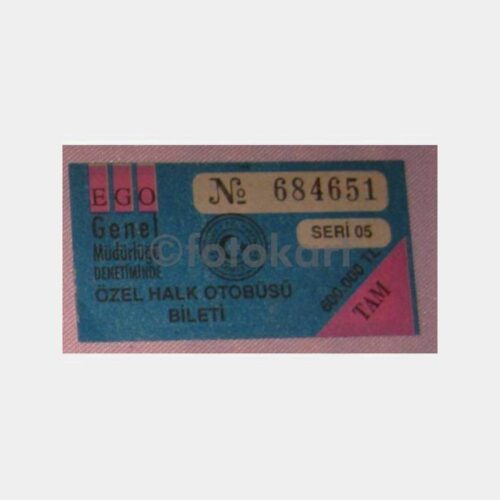 EGO
№ 684651
Genel
Müdürlüğü
DENETİMİNDE
SERİ 05
©fotokart
ÖZEL HALK OTOBÜSÜ
BİLETİ
600.000 TL
TAM